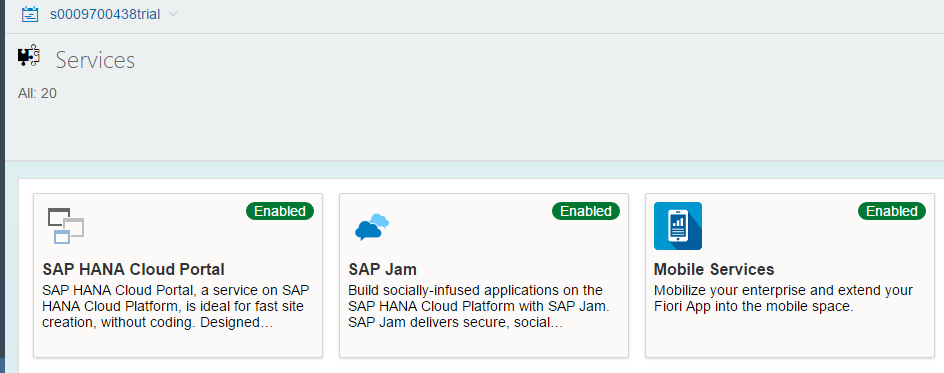 s0009700438trial
Services
All: 20
Enabled
SAP HANA Cloud Portal
SAP HANA Cloud Portal, a service on SAP
HANA Cloud Platform, is ideal for fast site
creation, without coding. Designed…
Enabled
SAP Jam
Build socially-infused applications on the
SAP HANA Cloud Platform with SAP Jam.
SAP Jam delivers secure, social…
Enabled
Mobile Services
Mobilize your enterprise and extend your
Fiori App into the mobile space.